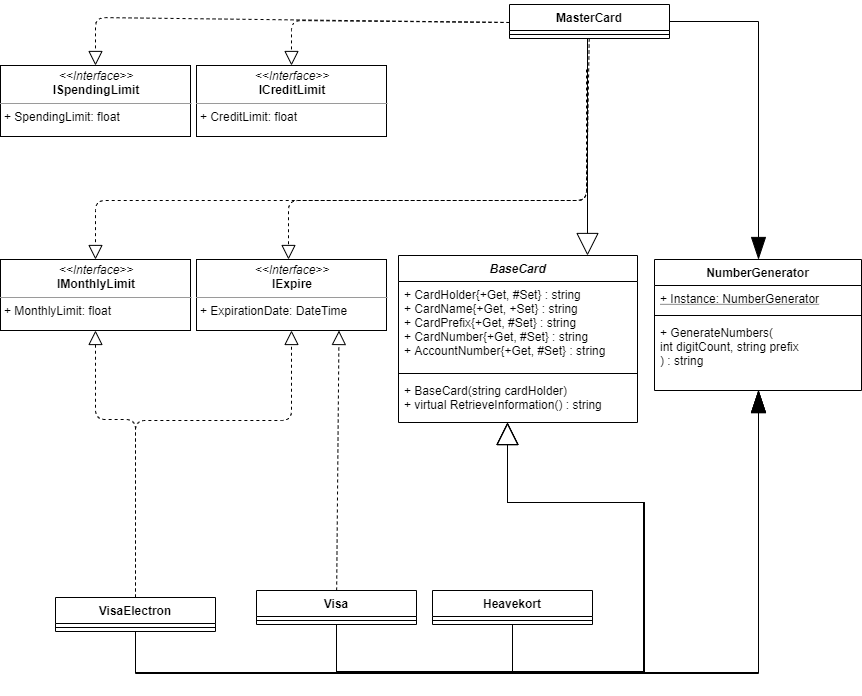 MasterCard
<<Interface>>
ISpendingLimit
+ SpendingLimit: float
<<Interface>>
ICreditLimit
+ CreditLimit: float
<<Interface>>
IMonthlyLimit
+ MonthlyLimit: float
<<Interface>>
IExpire
+ ExpirationDate: DateTime
BaseCard
+ CardHolder{+Get, #Set} : string
+ CardName{+Get, +Set} : string
+ CardPrefix{+Get, #Set} : string
+ CardNumber{+Get, #Set} : string
+ AccountNumber{+Get, #Set} : string
+ BaseCard(string cardHolder)
+ virtual RetrieveInformation() : string
NumberGenerator
+ Instance: NumberGenerator
+ GenerateNumbers(
int digitCount, string prefix
) : string
VisaElectron
Visa
Heavekort